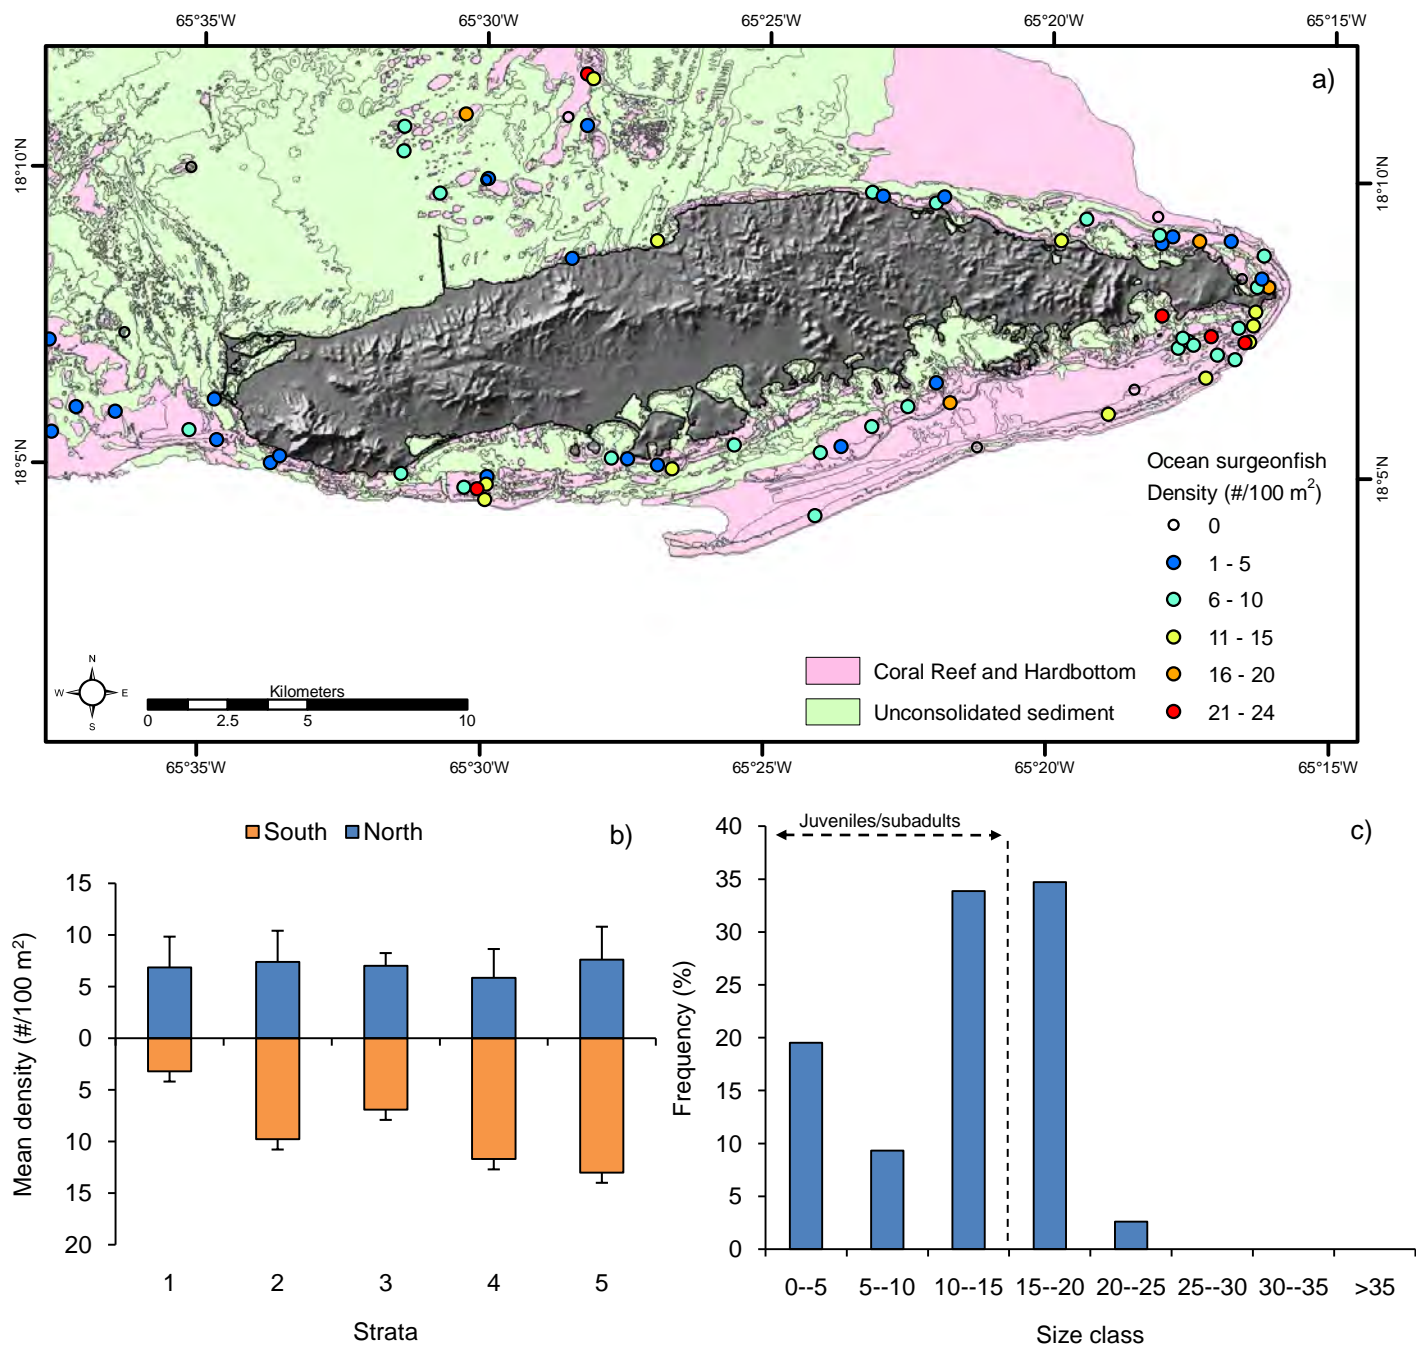 65°35'W 65°30'W 65°25'W 65°20'W 65°15'W
a)
18°10'N 18°10'N
18°5'N 18°5'N
Ocean surgeonfish
Density (#/100 m2)
0
1 - 5
6 - 10
11 - 15
16 - 20
21 - 24
Coral Reef and Hardbottom
Unconsolidated sediment
N
W E
S
Kilometers
0 2.5 5 10
65°35'W 65°30'W 65°25'W 65°20'W 65°15'W
South North
b)
Mean density (#/100 m2)
15
10
5
0
5
10
15
20
1 2 3 4 5
Strata
c)
Juveniles/subadults
Frequency (%)
40
35
30
25
20
15
10
5
0
0--5 5--10 10--15 15--20 20--25 25--30 30--35 >35
Size class